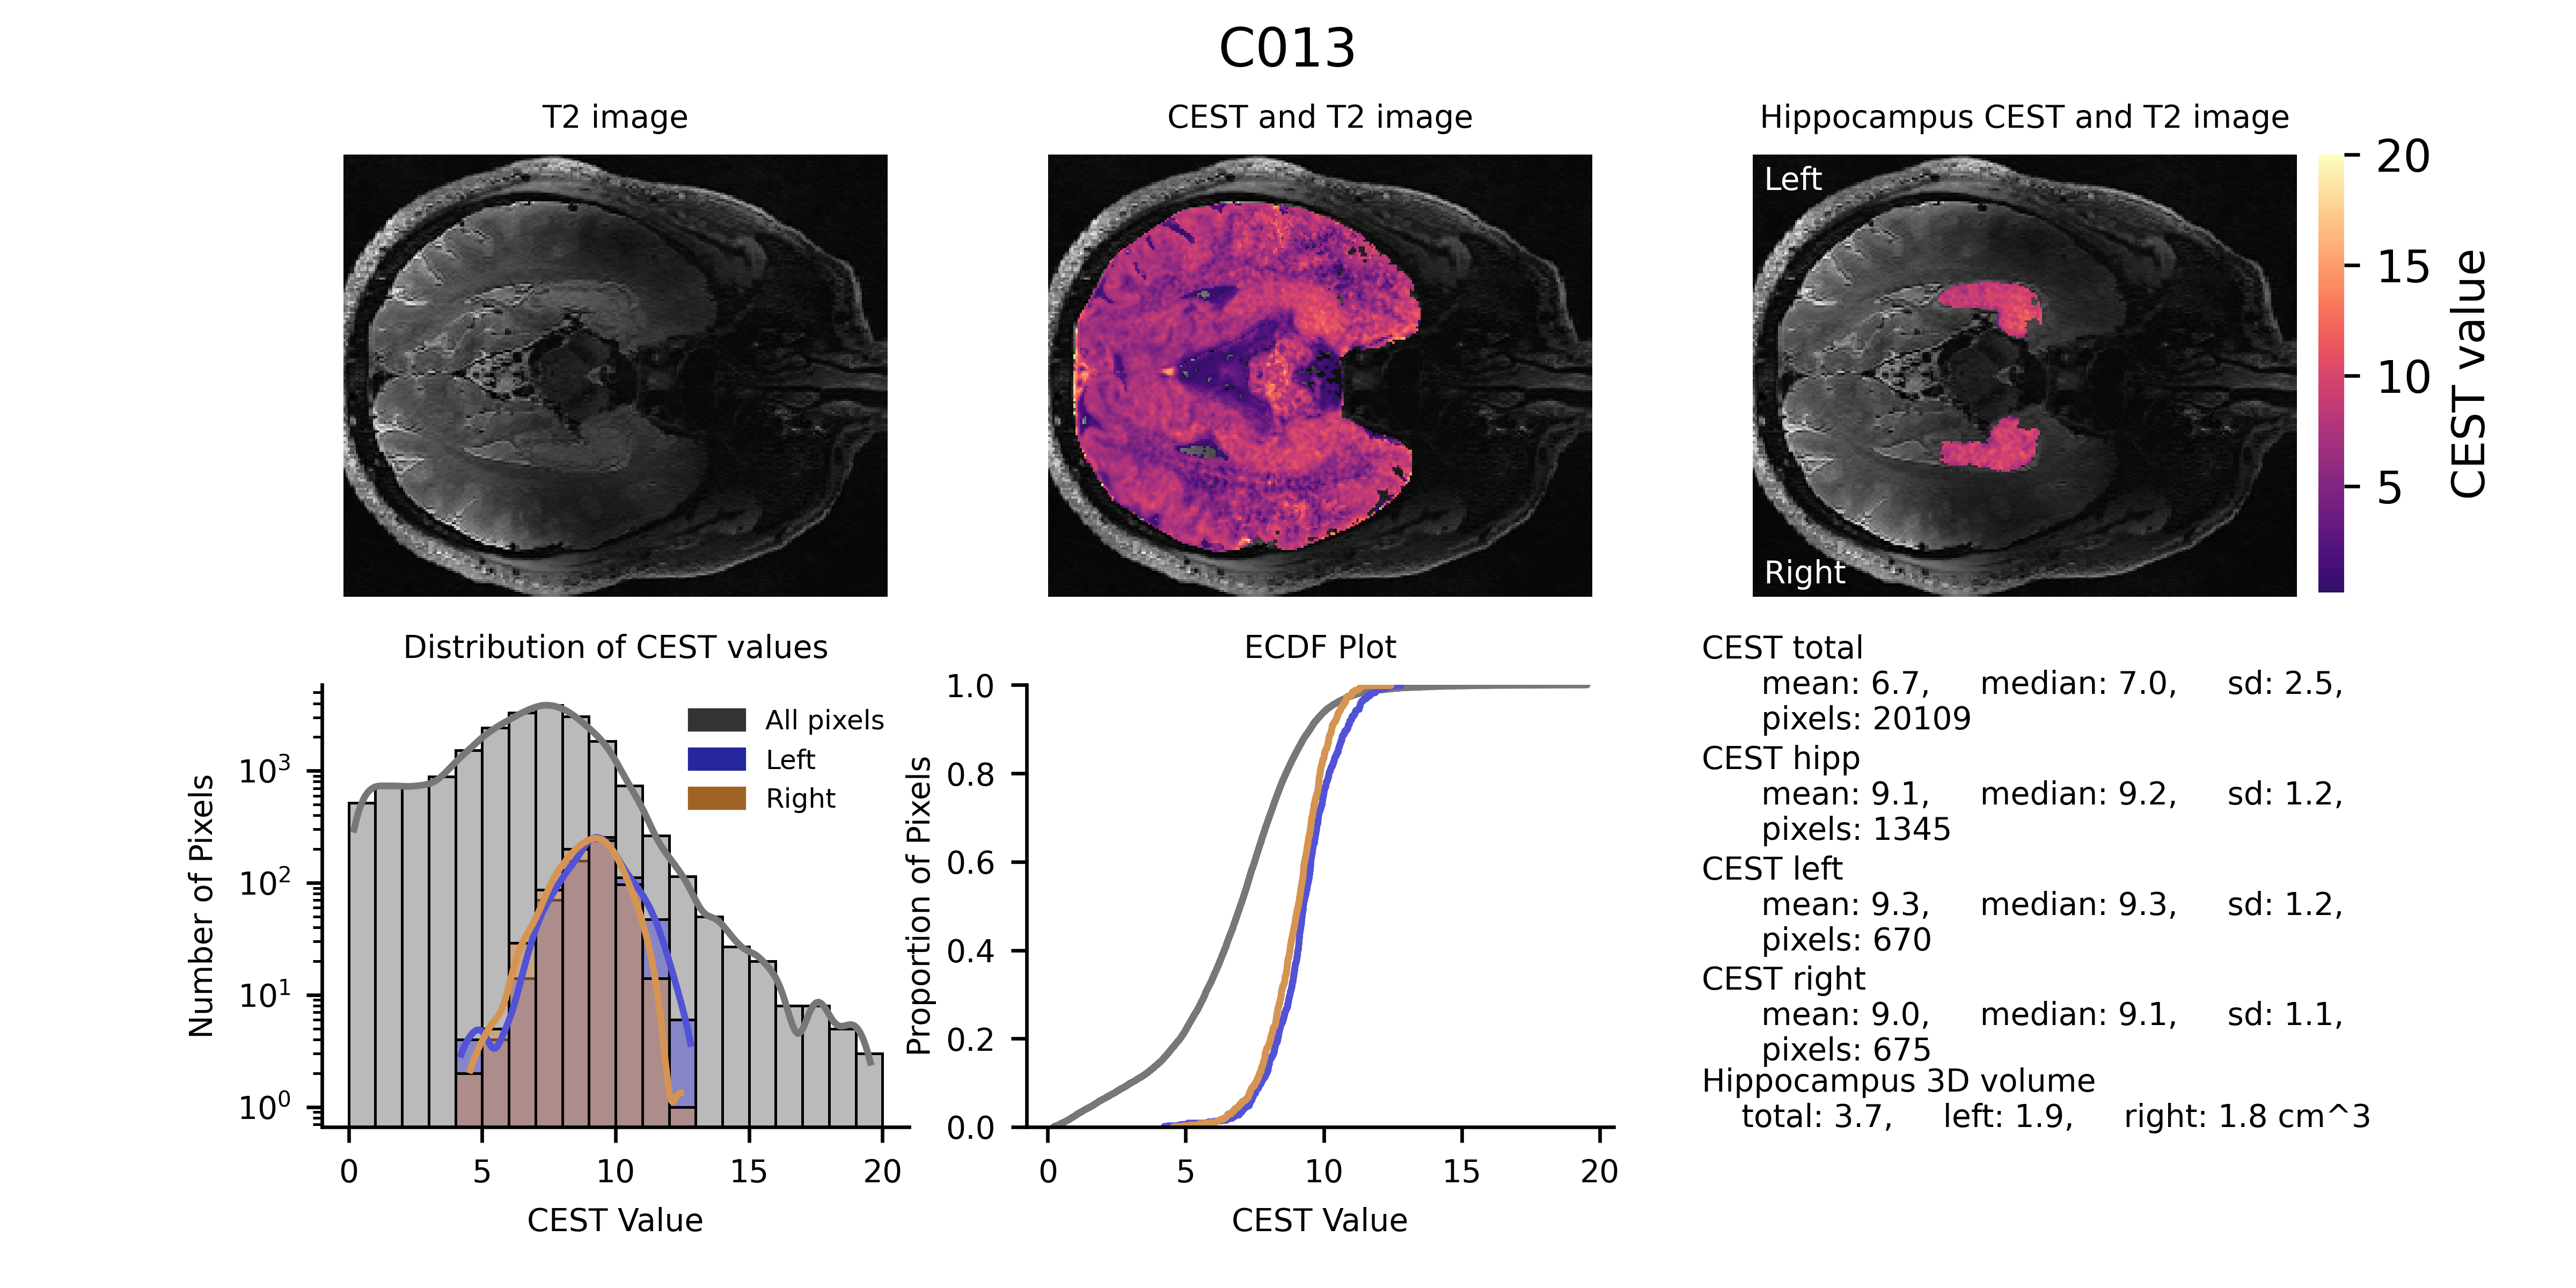 C013
T2 image
CEST and T2 image
Hippocampus CEST and T2 image
Left
Right
20
15
10
5
CEST value
Distribution of CEST values
Number of Pixels
10³
10²
10¹
10⁰
All pixels
Left
Right
0 5 10 15 20
CEST Value
ECDF Plot
Proportion of Pixels
1.0
0.8
0.6
0.4
0.2
0.0
0 5 10 15 20
CEST Value
CEST total
mean: 6.7, median: 7.0, sd: 2.5,
pixels: 20109
CEST hipp
mean: 9.1, median: 9.2, sd: 1.2,
pixels: 1345
CEST left
mean: 9.3, median: 9.3, sd: 1.2,
pixels: 670
CEST right
mean: 9.0, median: 9.1, sd: 1.1,
pixels: 675
Hippocampus 3D volume
total: 3.7, left: 1.9, right: 1.8 cm^3